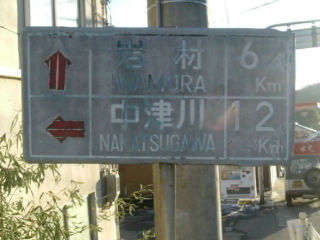 岩村 6
IWAMURA Km
中津川 12
NAKATSUGAWA Km